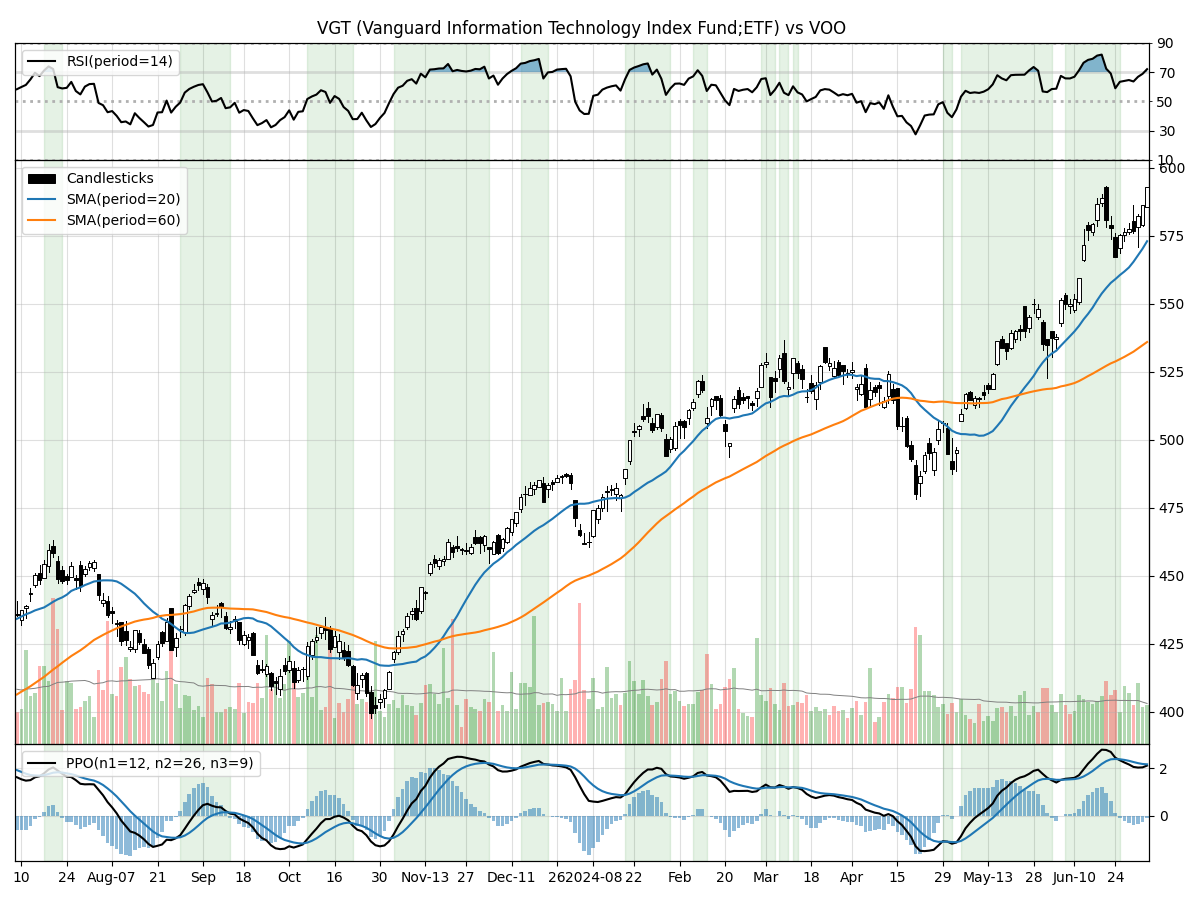 VGT (Vanguard Information Technology Index Fund;ETF) vs VOO
RSI(period=14)
90
70
50
30
10
Candlesticks
SMA(period=20)
SMA(period=60)
600
575
550
525
500
475
450
425
400
PPO(n1=12, n2=26, n3=9)
2
0
10 24 Aug-07 21 Sep 18 Oct 16 30 Nov-13 27 Dec-11 26 2024-08 22 Feb 20 Mar 18 Apr 15 29 May-13 28 Jun-10 24